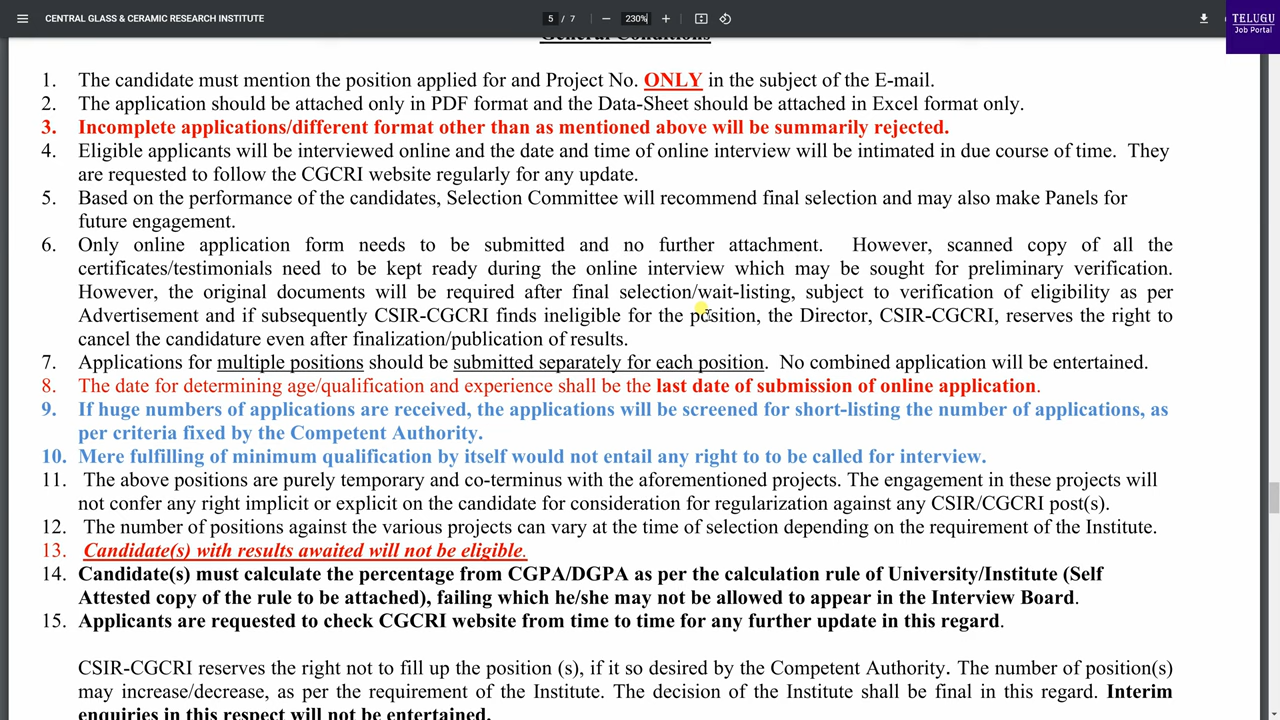 CENTRAL GLASS & CERAMIC RESEARCH INSTITUTE
5 / 7
230%
TELUGU
Job Portal
General Conditions
1. The candidate must mention the position applied for and Project No. ONLY in the subject of the E-mail.
2. The application should be attached only in PDF format and the Data-Sheet should be attached in Excel format only.
3. Incomplete applications/different format other than as mentioned above will be summarily rejected.
4. Eligible applicants will be interviewed online and the date and time of online interview will be intimated in due course of time. They
are requested to follow the CGCRI website regularly for any update.
5. Based on the performance of the candidates, Selection Committee will recommend final selection and may also make Panels for
future engagement.
6. Only online application form needs to be submitted and no further attachment. However, scanned copy of all the
certificates/testimonials need to be kept ready during the online interview which may be sought for preliminary verification.
However, the original documents will be required after final selection/wait-listing, subject to verification of eligibility as per
Advertisement and if subsequently CSIR-CGCRI finds ineligible for the position, the Director, CSIR-CGCRI, reserves the right to
cancel the candidature even after finalization/publication of results.
7. Applications for multiple positions should be submitted separately for each position. No combined application will be entertained.
8. The date for determining age/qualification and experience shall be the last date of submission of online application.
9. If huge numbers of applications are received, the applications will be screened for short-listing the number of applications, as
per criteria fixed by the Competent Authority.
10. Mere fulfilling of minimum qualification by itself would not entail any right to to be called for interview.
11. The above positions are purely temporary and co-terminus with the aforementioned projects. The engagement in these projects will
not confer any right implicit or explicit on the candidate for consideration for regularization against any CSIR/CGCRI post(s).
12. The number of positions against the various projects can vary at the time of selection depending on the requirement of the Institute.
13. Candidate(s) with results awaited will not be eligible.
14. Candidate(s) must calculate the percentage from CGPA/DGPA as per the calculation rule of University/Institute (Self
Attested copy of the rule to be attached), failing which he/she may not be allowed to appear in the Interview Board.
15. Applicants are requested to check CGCRI website from time to time for any further update in this regard.
CSIR-CGCRI reserves the right not to fill up the position (s), if it so desired by the Competent Authority. The number of position(s)
may increase/decrease, as per the requirement of the Institute. The decision of the Institute shall be final in this regard. Interim
enquiries in this respect will not be entertained.